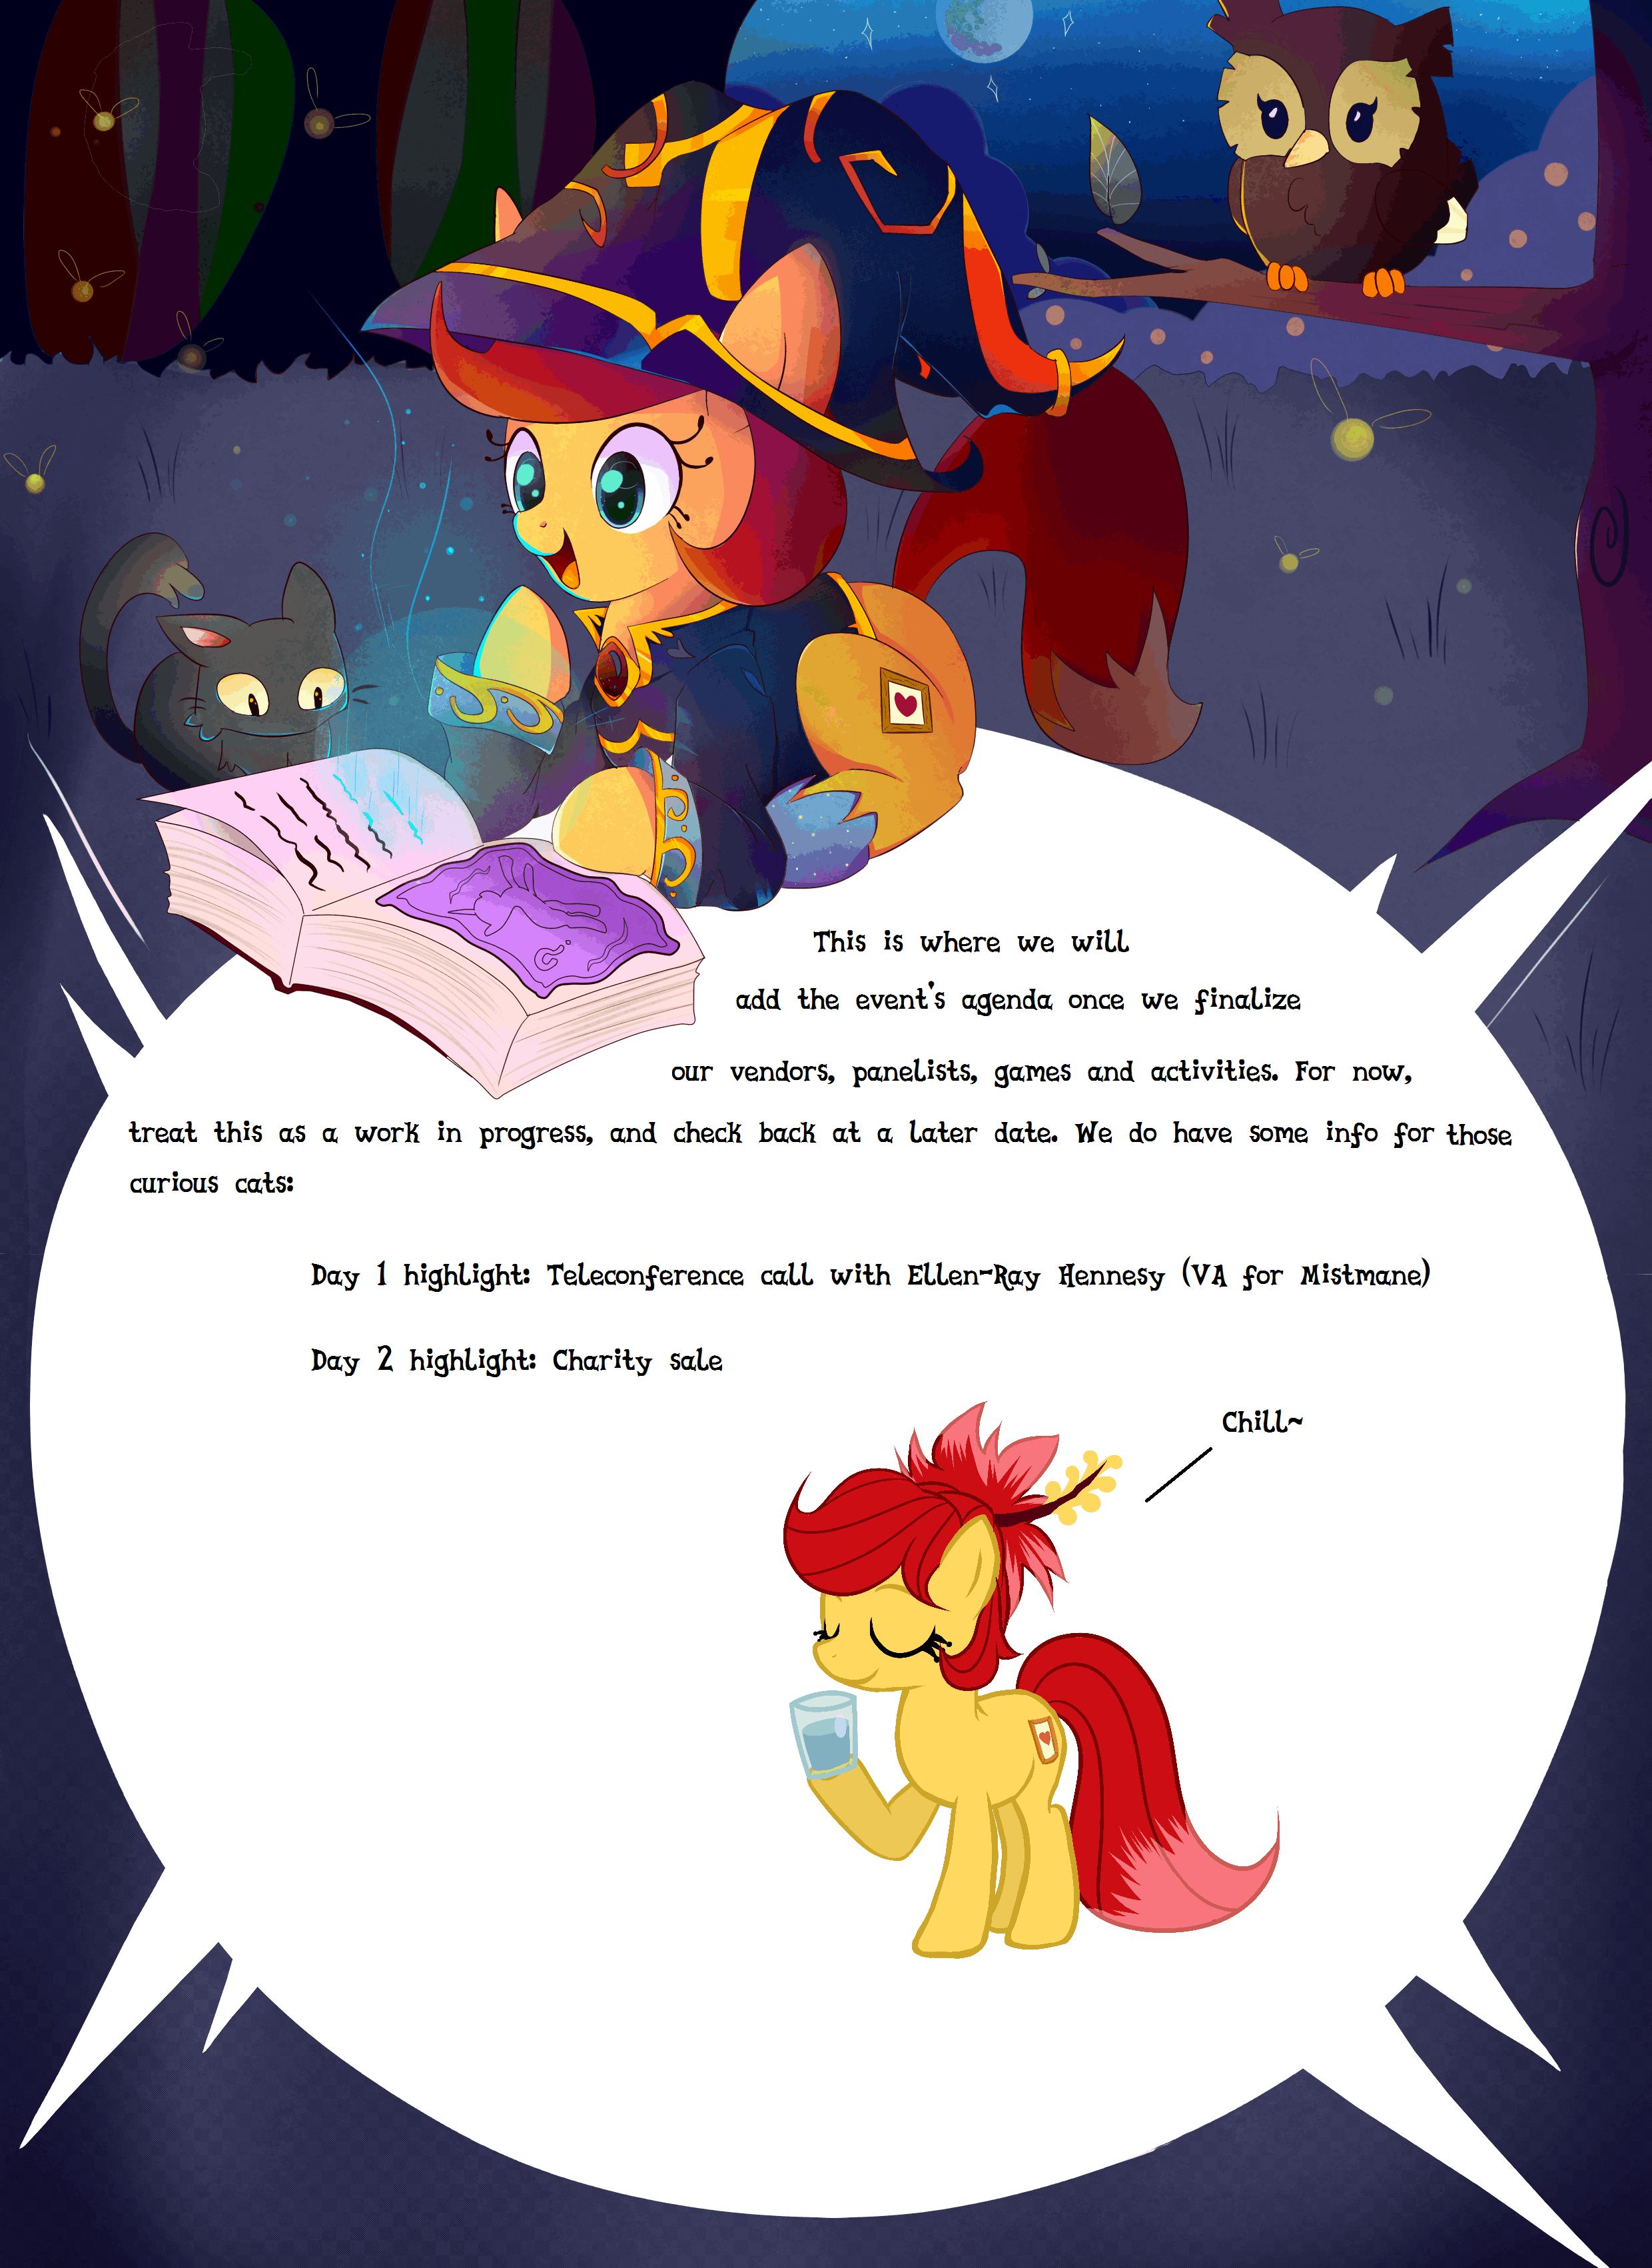 This is where we will
add the event's agenda once we finalize
our vendors, panelists, games and activities. For now,
treat this as a work in progress, and check back at a later date. We do have some info for those
curious cats:
Day 1 highlight: Teleconference call with Ellen-Ray Hennesy (VA for Mistmane)
Day 2 highlight: Charity sale
Chill~